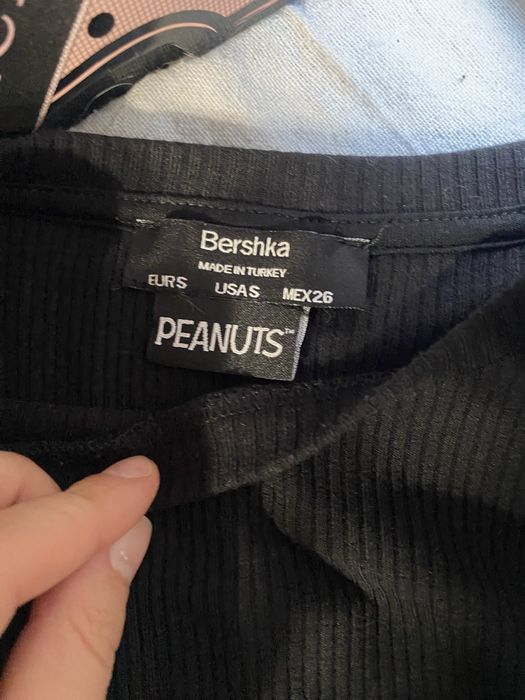 Bershka
MADE IN TURKEY
EUR S USA S MEX 26
PEANUTS™